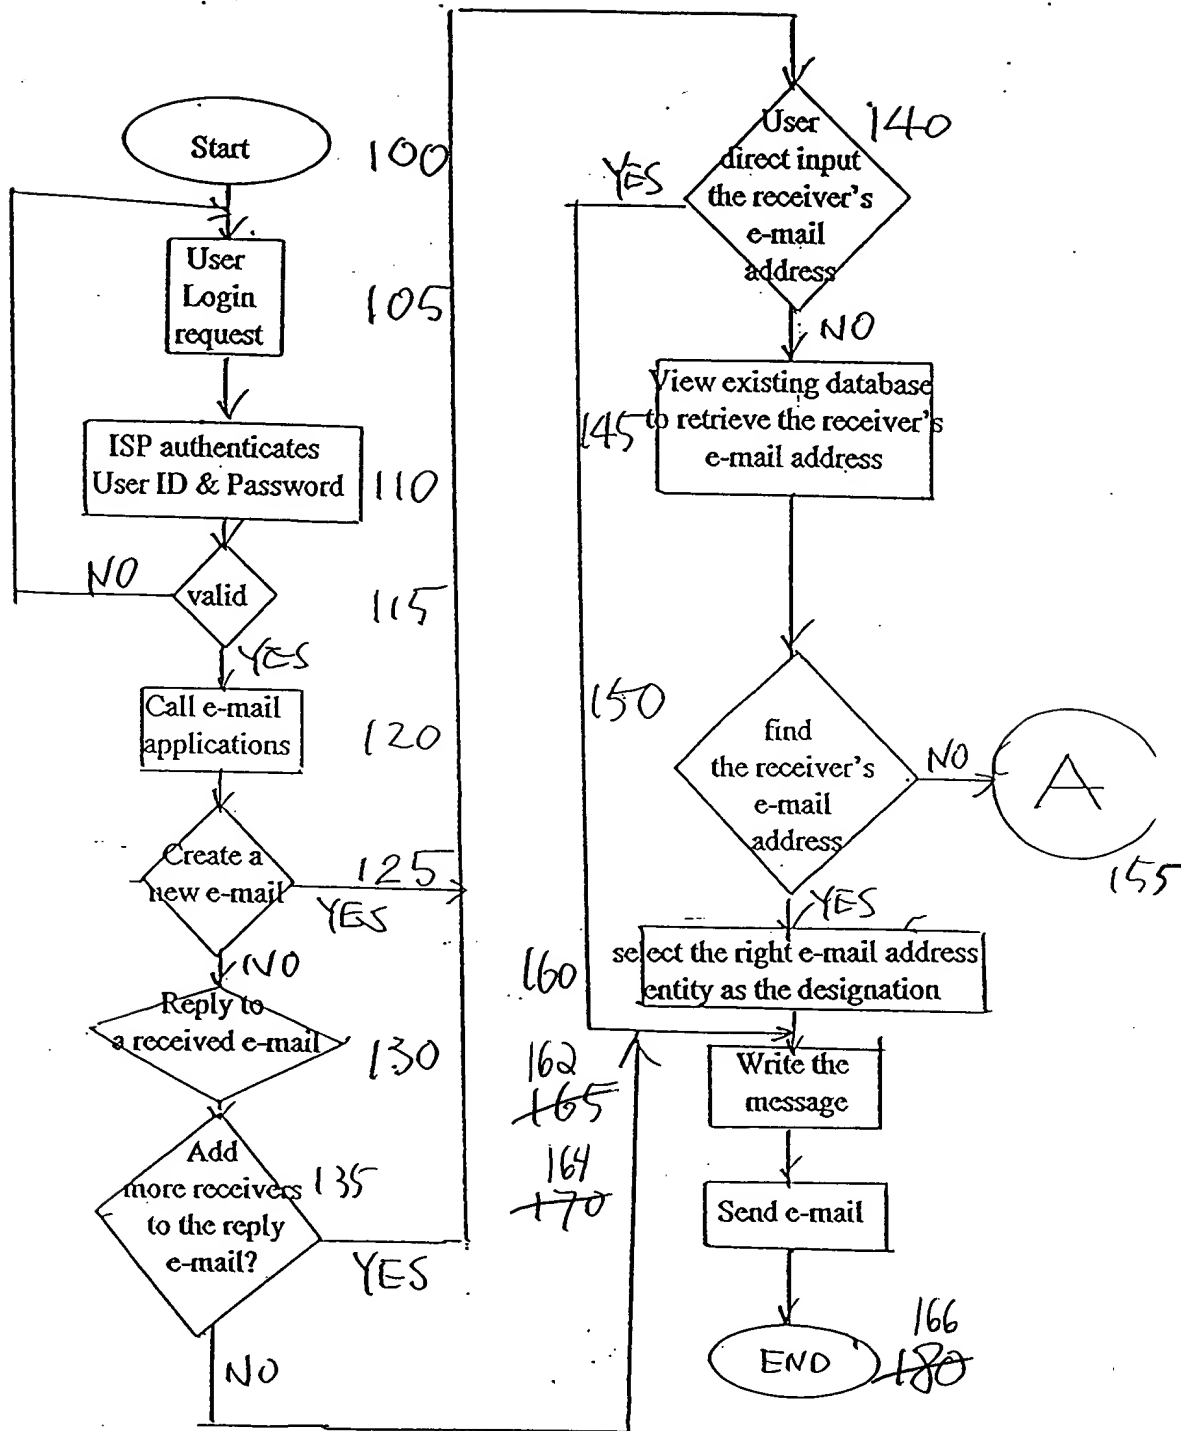 Start
100
User
Login
request
105
ISP authenticates
User ID & Password
110
NO
valid
115
YES
Call e-mail
applications
120
Create a
new e-mail
125
YES
NO
Reply to
a received e-mail
130
Add
more receivers
to the reply
e-mail?
135
YES
NO
User
direct input
the receiver's
e-mail
address
140
YES
NO
View existing database
to retrieve the receiver's
e-mail address
145
150
find
the receiver's
e-mail
address
NO
A
155
YES
select the right e-mail address
entity as the designation
160
Write the
message
162
165
Send e-mail
164
170
END
166
180